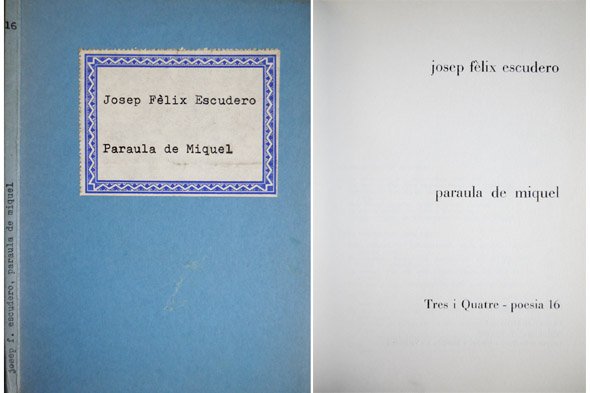 16
josep f. escudero, paraula de miquel
Josep Fèlix Escudero
Paraula de Miquel
josep fèlix escudero
paraula de miquel
Tres i Quatre - poesia 16